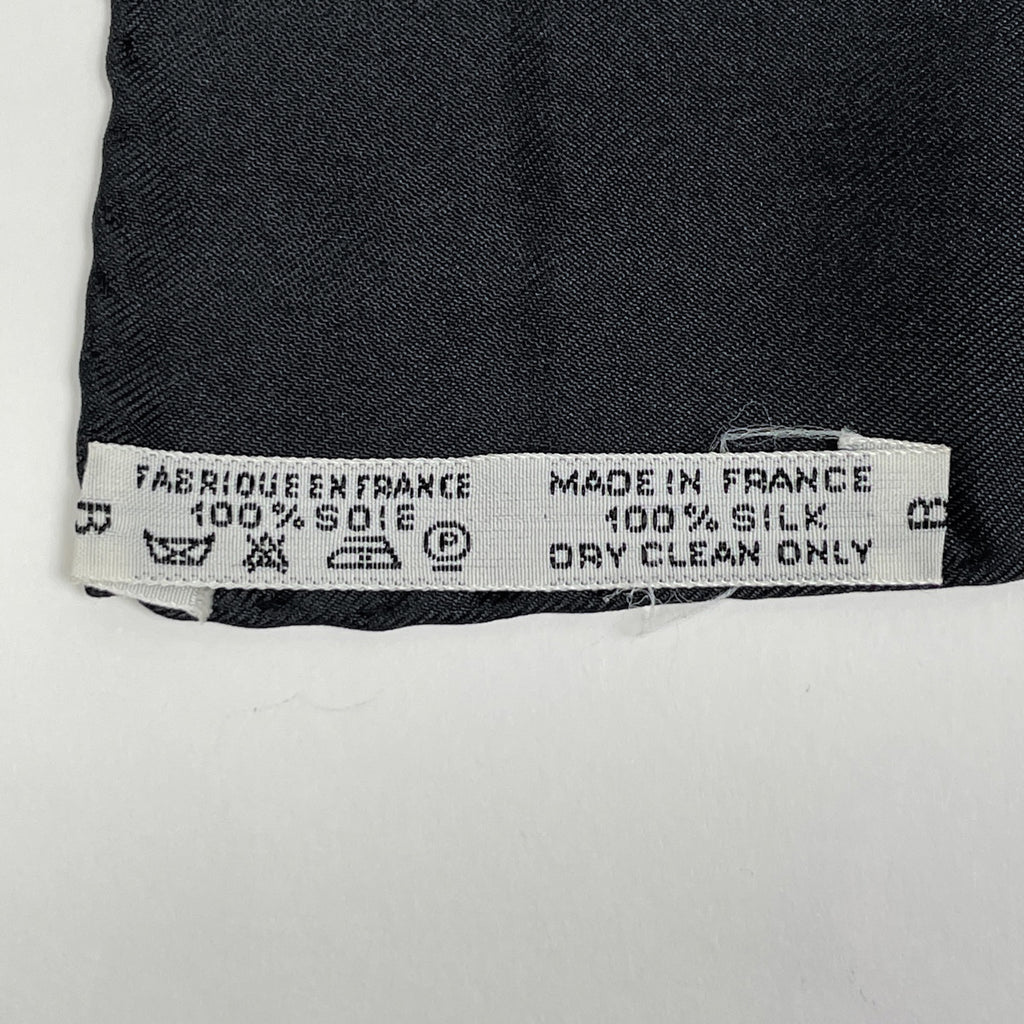 FABRIQUE EN FRANCE
100% SOIE
P
MADE IN FRANCE
100% SILK
DRY CLEAN ONLY
R
B